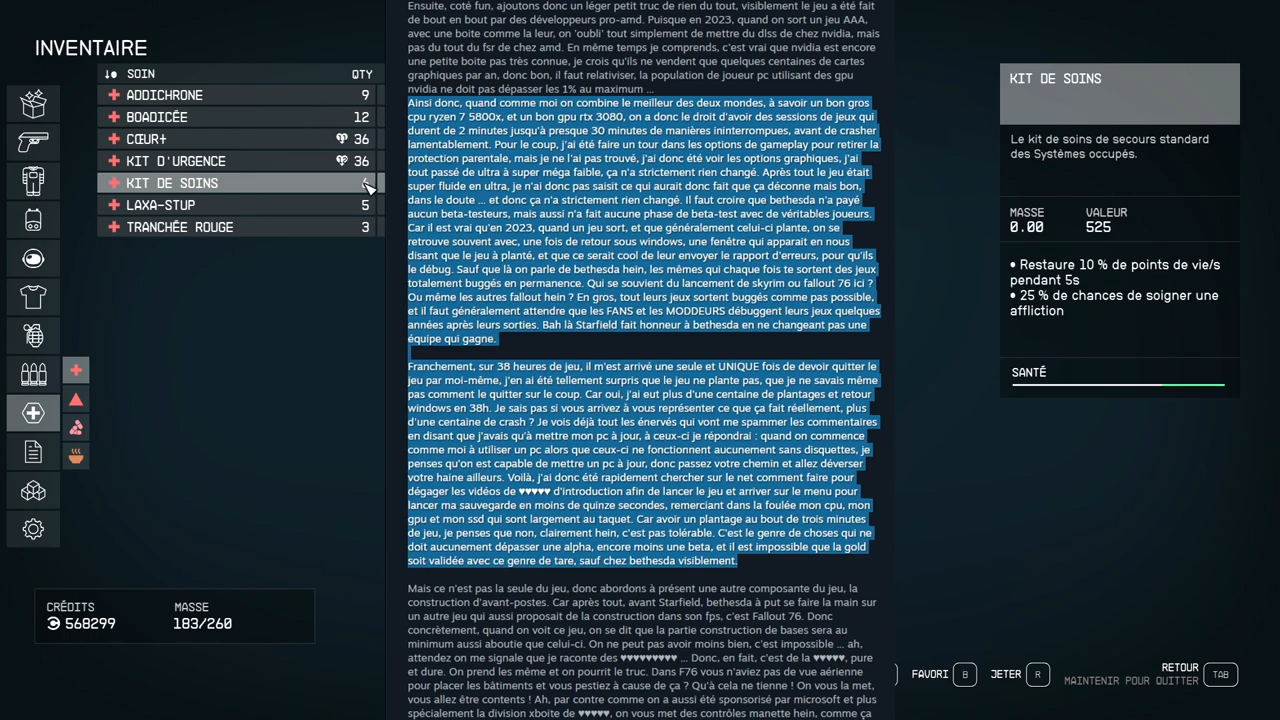 INVENTAIRE
SOIN QTY
ADDICHRONE 9
BOADICÉE 12
CŒUR+ 36
KIT D'URGENCE 36
KIT DE SOINS
LAXA-STUP 5
TRANCHÉE ROUGE 3
CRÉDITS MASSE
568299 183/260
Ensuite, coté fun, ajoutons donc un léger petit truc de rien du tout, visiblement le jeu a été fait
de bout en bout par des développeurs pro-amd. Puisque en 2023, quand on sort un jeu AAA,
avec une boite comme la leur, on 'oubli' tout simplement de mettre du dlss de chez nvidia, mais
pas du tout du fsr de chez amd. En même temps je comprends, c'est vrai que nvidia est encore
une petite boite pas très connue, je crois qu'ils ne vendent que quelques centaines de cartes
graphiques par an, donc bon, il faut relativiser, la population de joueur pc utilisant des gpu
nvidia ne doit pas dépasser les 1% au maximum ...
Ainsi donc, quand comme moi on combine le meilleur des deux mondes, à savoir un bon gros
cpu ryzen 7 5800x, et un bon gpu rtx 3080, on a donc le droit d'avoir des sessions de jeux qui
durent de 2 minutes jusqu'à presque 30 minutes de manières ininterrompues, avant de crasher
lamentablement. Pour le coup, j'ai été faire un tour dans les options de gameplay pour retirer la
protection parentale, mais je ne l'ai pas trouvé, j'ai donc été voir les options graphiques, j'ai
tout passé de ultra à super méga faible, ça n'a strictement rien changé. Après tout le jeu était
super fluide en ultra, je n'ai donc pas saisit ce qui aurait donc fait que ça déconne mais bon,
dans le doute ... et donc ça n'a strictement rien changé. Il faut croire que bethesda n'a payé
aucun beta-testeurs, mais aussi n'a fait aucune phase de beta-test avec de véritables joueurs.
Car il est vrai qu'en 2023, quand un jeu sort, et que généralement celui-ci plante, on se
retrouve souvent avec, une fois de retour sous windows, une fenêtre qui apparait en nous
disant que le jeu à planté, et que ce serait cool de leur envoyer le rapport d'erreurs, pour qu'ils
le débug. Sauf que là on parle de bethesda hein, les mêmes qui chaque fois te sortent des jeux
totalement buggés en permanence. Qui se souvient du lancement de skyrim ou fallout 76 ici ?
Ou même les autres fallout hein ? En gros, tout leurs jeux sortent buggés comme pas possible,
et il faut généralement attendre que les FANS et les MODDEURS débuggent leurs jeux quelques
années après leurs sorties. Bah là Starfield fait honneur à bethesda en ne changeant pas une
équipe qui gagne.
Franchement, sur 38 heures de jeu, il m'est arrivé une seule et UNIQUE fois de devoir quitter le
jeu par moi-même, j'en ai été tellement surpris que le jeu ne plante pas, que je ne savais même
pas comment le quitter sur le coup. Car oui, j'ai eut plus d'une centaine de plantages et retour
windows en 38h. Je sais pas si vous arrivez à vous représenter ce que ça fait réellement, plus
d'une centaine de crash ? Je vois déjà tout les énervés qui vont me spammer les commentaires
en disant que j'avais qu'à mettre mon pc à jour, à ceux-ci je répondrai : quand on commence
comme moi à utiliser un pc alors que ceux-ci ne fonctionnent aucunement sans disquettes, je
penses qu'on est capable de mettre un pc à jour, donc passez votre chemin et allez déverser
votre haine ailleurs. Voilà, j'ai donc été rapidement chercher sur le net comment faire pour
dégager les vidéos de ♥♥♥♥♥ d'introduction afin de lancer le jeu et arriver sur le menu pour
lancer ma sauvegarde en moins de quinze secondes, remerciant dans la foulée mon cpu, mon
gpu et mon ssd qui sont largement au taquet. Car avoir un plantage au bout de trois minutes
de jeu, je penses que non, clairement hein, c'est pas tolérable. C'est le genre de choses qui ne
doit aucunement dépasser une alpha, encore moins une beta, et il est impossible que la gold
soit validée avec ce genre de tare, sauf chez bethesda visiblement.
Mais ce n'est pas la seule du jeu, donc abordons à présent une autre composante du jeu, la
construction d'avant-postes. Car après tout, avant Starfield, bethesda à put se faire la main sur
un autre jeu qui aussi proposait de la construction dans son fps, c'est Fallout 76. Donc
concrètement, quand on voit ce jeu, on se dit que la partie construction de bases sera au
minimum aussi aboutie que celui-ci. On ne peut pas avoir moins bien, c'est impossible ... ah,
attendez on me signale que je raconte des ♥♥♥♥♥♥♥♥♥ ... Donc, en fait, c'est de la ♥♥♥♥♥, pure
et dure. On prend les même et on pourrit le truc. Dans F76 vous n'aviez pas de vue aérienne
pour placer les bâtiments et vous pestiez à cause de ça ? Qu'à cela ne tienne ! On vous la met,
vous allez être contents ! Ah, par contre comme on a aussi été sponsorisé par microsoft et plus
spécialement la division xboite de ♥♥♥♥♥, on vous met des contrôles manette hein, comme ça
KIT DE SOINS
Le kit de soins de secours standard
des Systèmes occupés.
MASSE VALEUR
0.00 525
• Restaure 10 % de points de vie/s
pendant 5s
• 25 % de chances de soigner une
affliction
SANTÉ
FAVORI B JETER R RETOUR TAB
MAINTENIR POUR QUITTER